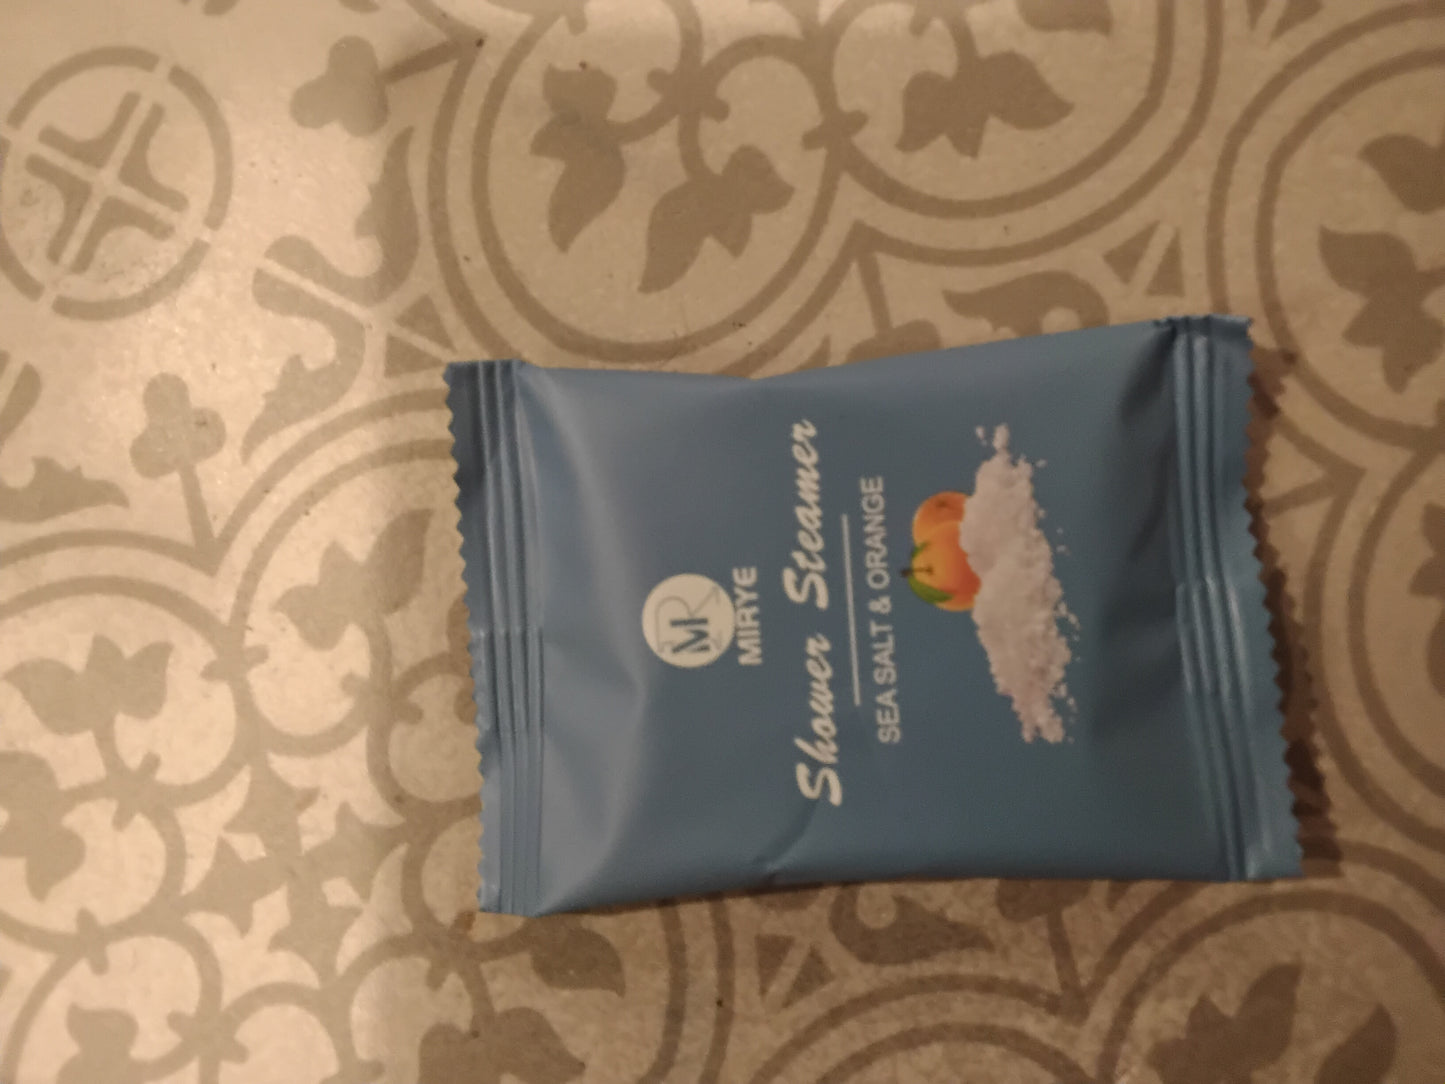 MR
MIRYE
Shower Steamer
SEA SALT & ORANGE